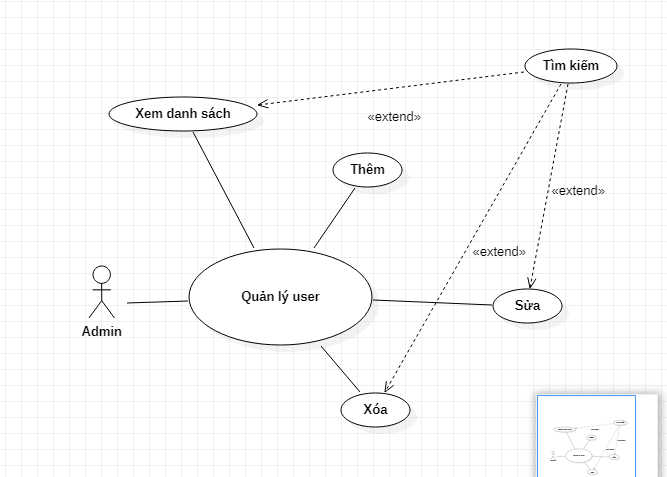 Tìm kiếm
Xem danh sách
«extend»
Thêm
«extend»
«extend»
Quản lý user
Sửa
Admin
Xóa